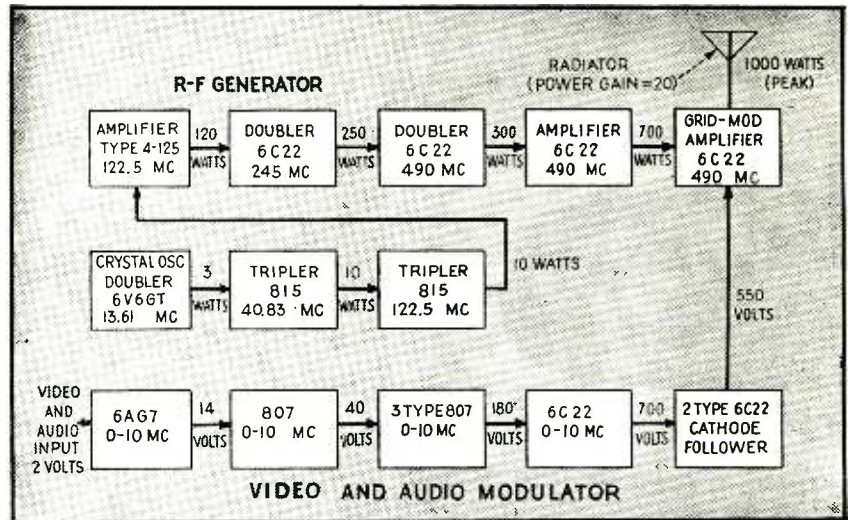 R-F GENERATOR
RADIATOR
(POWER GAIN=20)
1000 WATTS
(PEAK)
AMPLIFIER
TYPE 4-125
122.5 MC
120
WATTS
DOUBLER
6C22
245 MC
250
WATTS
DOUBLER
6C22
490 MC
300
WATTS
AMPLIFIER
6C22
490 MC
700
WATTS
GRID-MOD
AMPLIFIER
6C22
490 MC
CRYSTAL OSC
DOUBLER
6V6GT
13.61 MC
3
WATTS
TRIPLER
815
40.83 MC
10
WATTS
TRIPLER
815
122.5 MC
10 WATTS
550
VOLTS
VIDEO
AND
AUDIO
INPUT
2 VOLTS
6AG7
0-10 MC
14
VOLTS
807
0-10 MC
40
VOLTS
3 TYPE 807
0-10 MC
180
VOLTS
6C22
0-10 MC
700
VOLTS
2 TYPE 6C22
CATHODE
FOLLOWER
VIDEO AND AUDIO MODULATOR